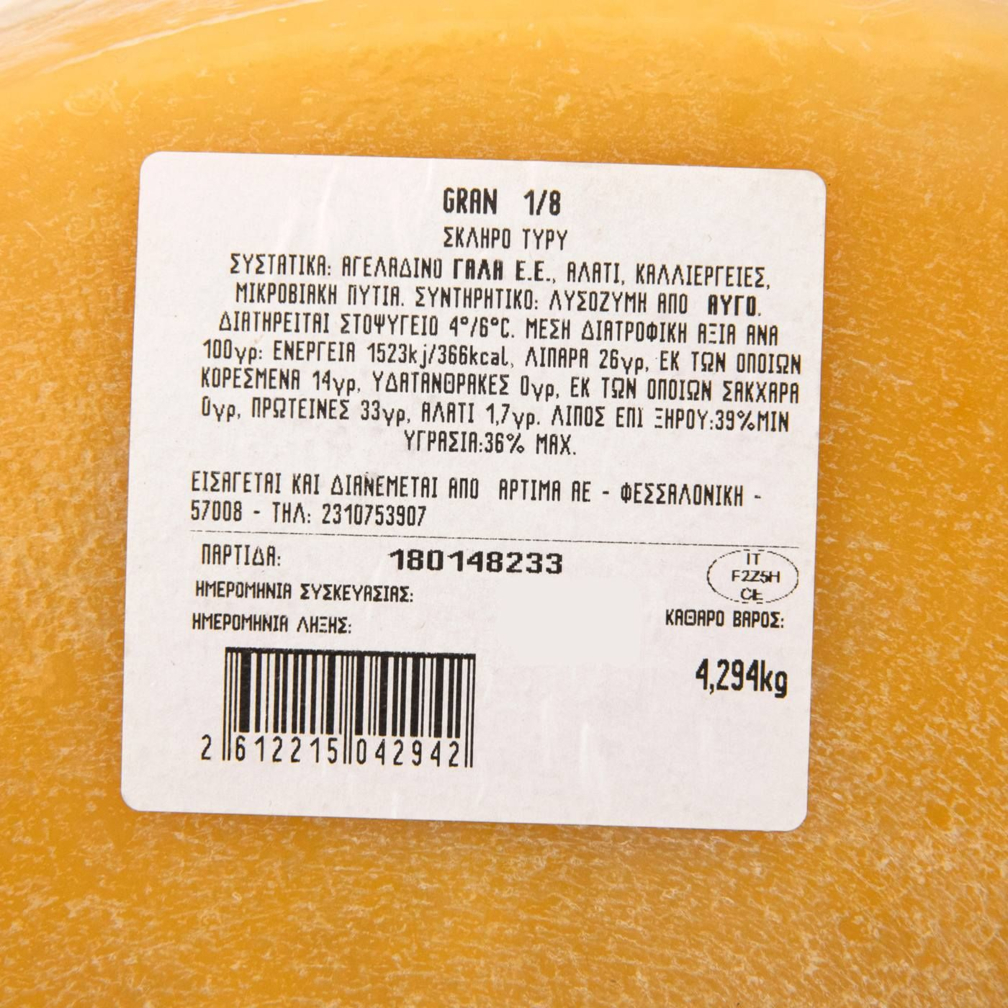 GRAN 1/8
ΣΚΛΗΡΟ ΤΥΡΥ
ΣΥΣΤΑΤΙΚΑ: ΑΓΕΛΑΔΙΝΟ ΓΑΛΑ Ε.Ε., ΑΛΑΤΙ, ΚΑΛΛΙΕΡΓΕΙΕΣ,
ΜΙΚΡΟΒΙΑΚΗ ΠΥΤΙΑ. ΣΥΝΤΗΡΗΤΙΚΟ: ΛΥΣΟΖΥΜΗ ΑΠΟ ΑΥΓΟ.
ΔΙΑΤΗΡΕΙΤΑΙ ΣΤΟΨΥΓΕΙΟ 4°/6°C. ΜΕΣΗ ΔΙΑΤΡΟΦΙΚΗ ΑΞΙΑ ΑΝΑ
100γρ: ΕΝΕΡΓΕΙΑ 1523kj/366kcal, ΛΙΠΑΡΑ 26γρ, ΕΚ ΤΩΝ ΟΠΟΙΩΝ
ΚΟΡΕΣΜΕΝΑ 14γρ, ΥΔΑΤΑΝΘΡΑΚΕΣ 0γρ, ΕΚ ΤΩΝ ΟΠΟΙΩΝ ΣΑΚΧΑΡΑ
0γρ, ΠΡΩΤΕΙΝΕΣ 33γρ, ΑΛΑΤΙ 1,7γρ. ΛΙΠΟΣ ΕΠΙ ΞΗΡΟΥ:39%MIN
ΥΓΡΑΣΙΑ:36% MAX.
ΕΙΣΑΓΕΤΑΙ ΚΑΙ ΔΙΑΝΕΜΕΤΑΙ ΑΠΟ ΑΡΤΙΜΑ ΑΕ - ΦΕΣΣΑΛΟΝΙΚΗ -
57008 - ΤΗΛ: 2310753907
ΠΑΡΤΙΔΑ: 180148233
IT
F2Z5H
CE
ΗΜΕΡΟΜΗΝΙΑ ΣΥΣΚΕΥΑΣΙΑΣ:
ΗΜΕΡΟΜΗΝΙΑ ΛΗΞΗΣ:
ΚΑΘΑΡΟ ΒΑΡΟΣ:
4,294kg
2 612215 042942